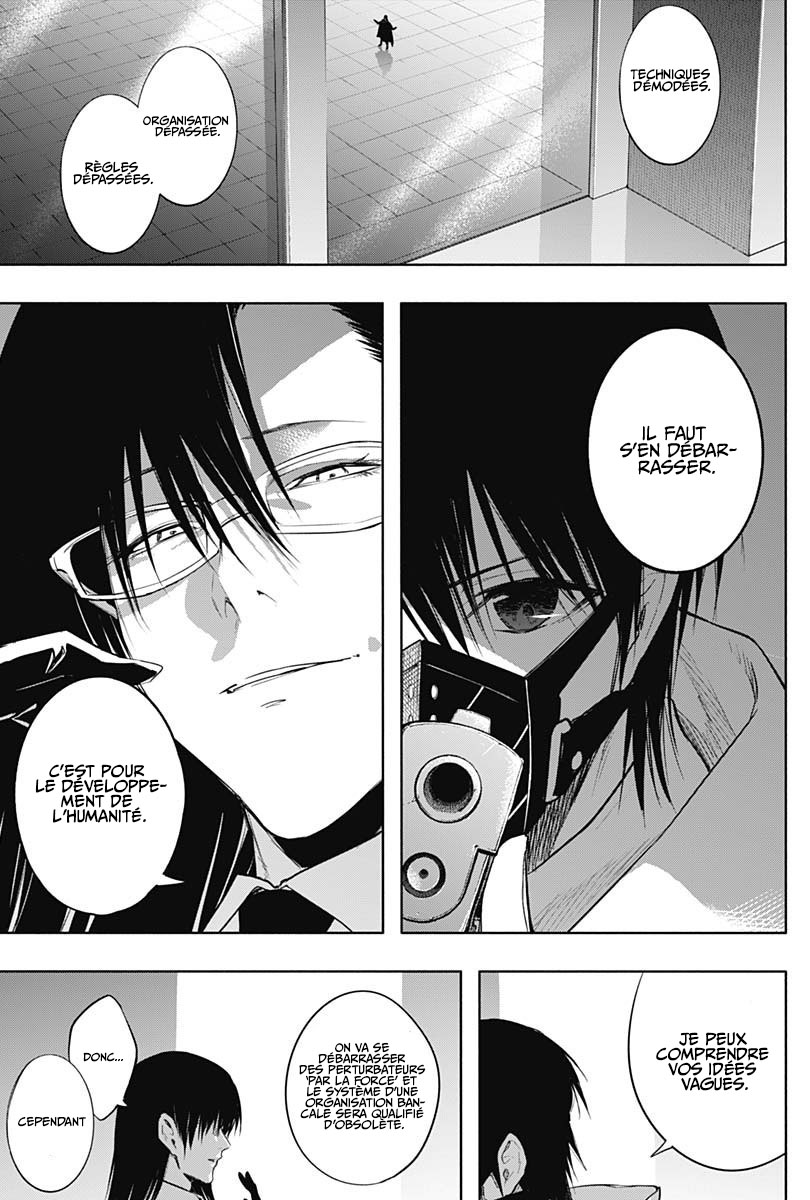 TECHNIQUES
DÉMODÉES.
ORGANISATION
DÉPASSÉE.
RÈGLES
DÉPASSÉES.
IL FAUT
S'EN DÉBAR-
RASSER.
C'EST POUR
LE DÉVELOPPE-
MENT DE
L'HUMANITÉ.
JE PEUX
COMPRENDRE
VOS IDÉES
VAGUES.
ON VA SE
DÉBARRASSER
DES PERTURBATEURS
'PAR LA FORCE' ET
LE SYSTÈME D'UNE
ORGANISATION BAN-
CALE SERA QUALIFIÉ
D'OBSOLÈTE.
DONC...
CEPENDANT